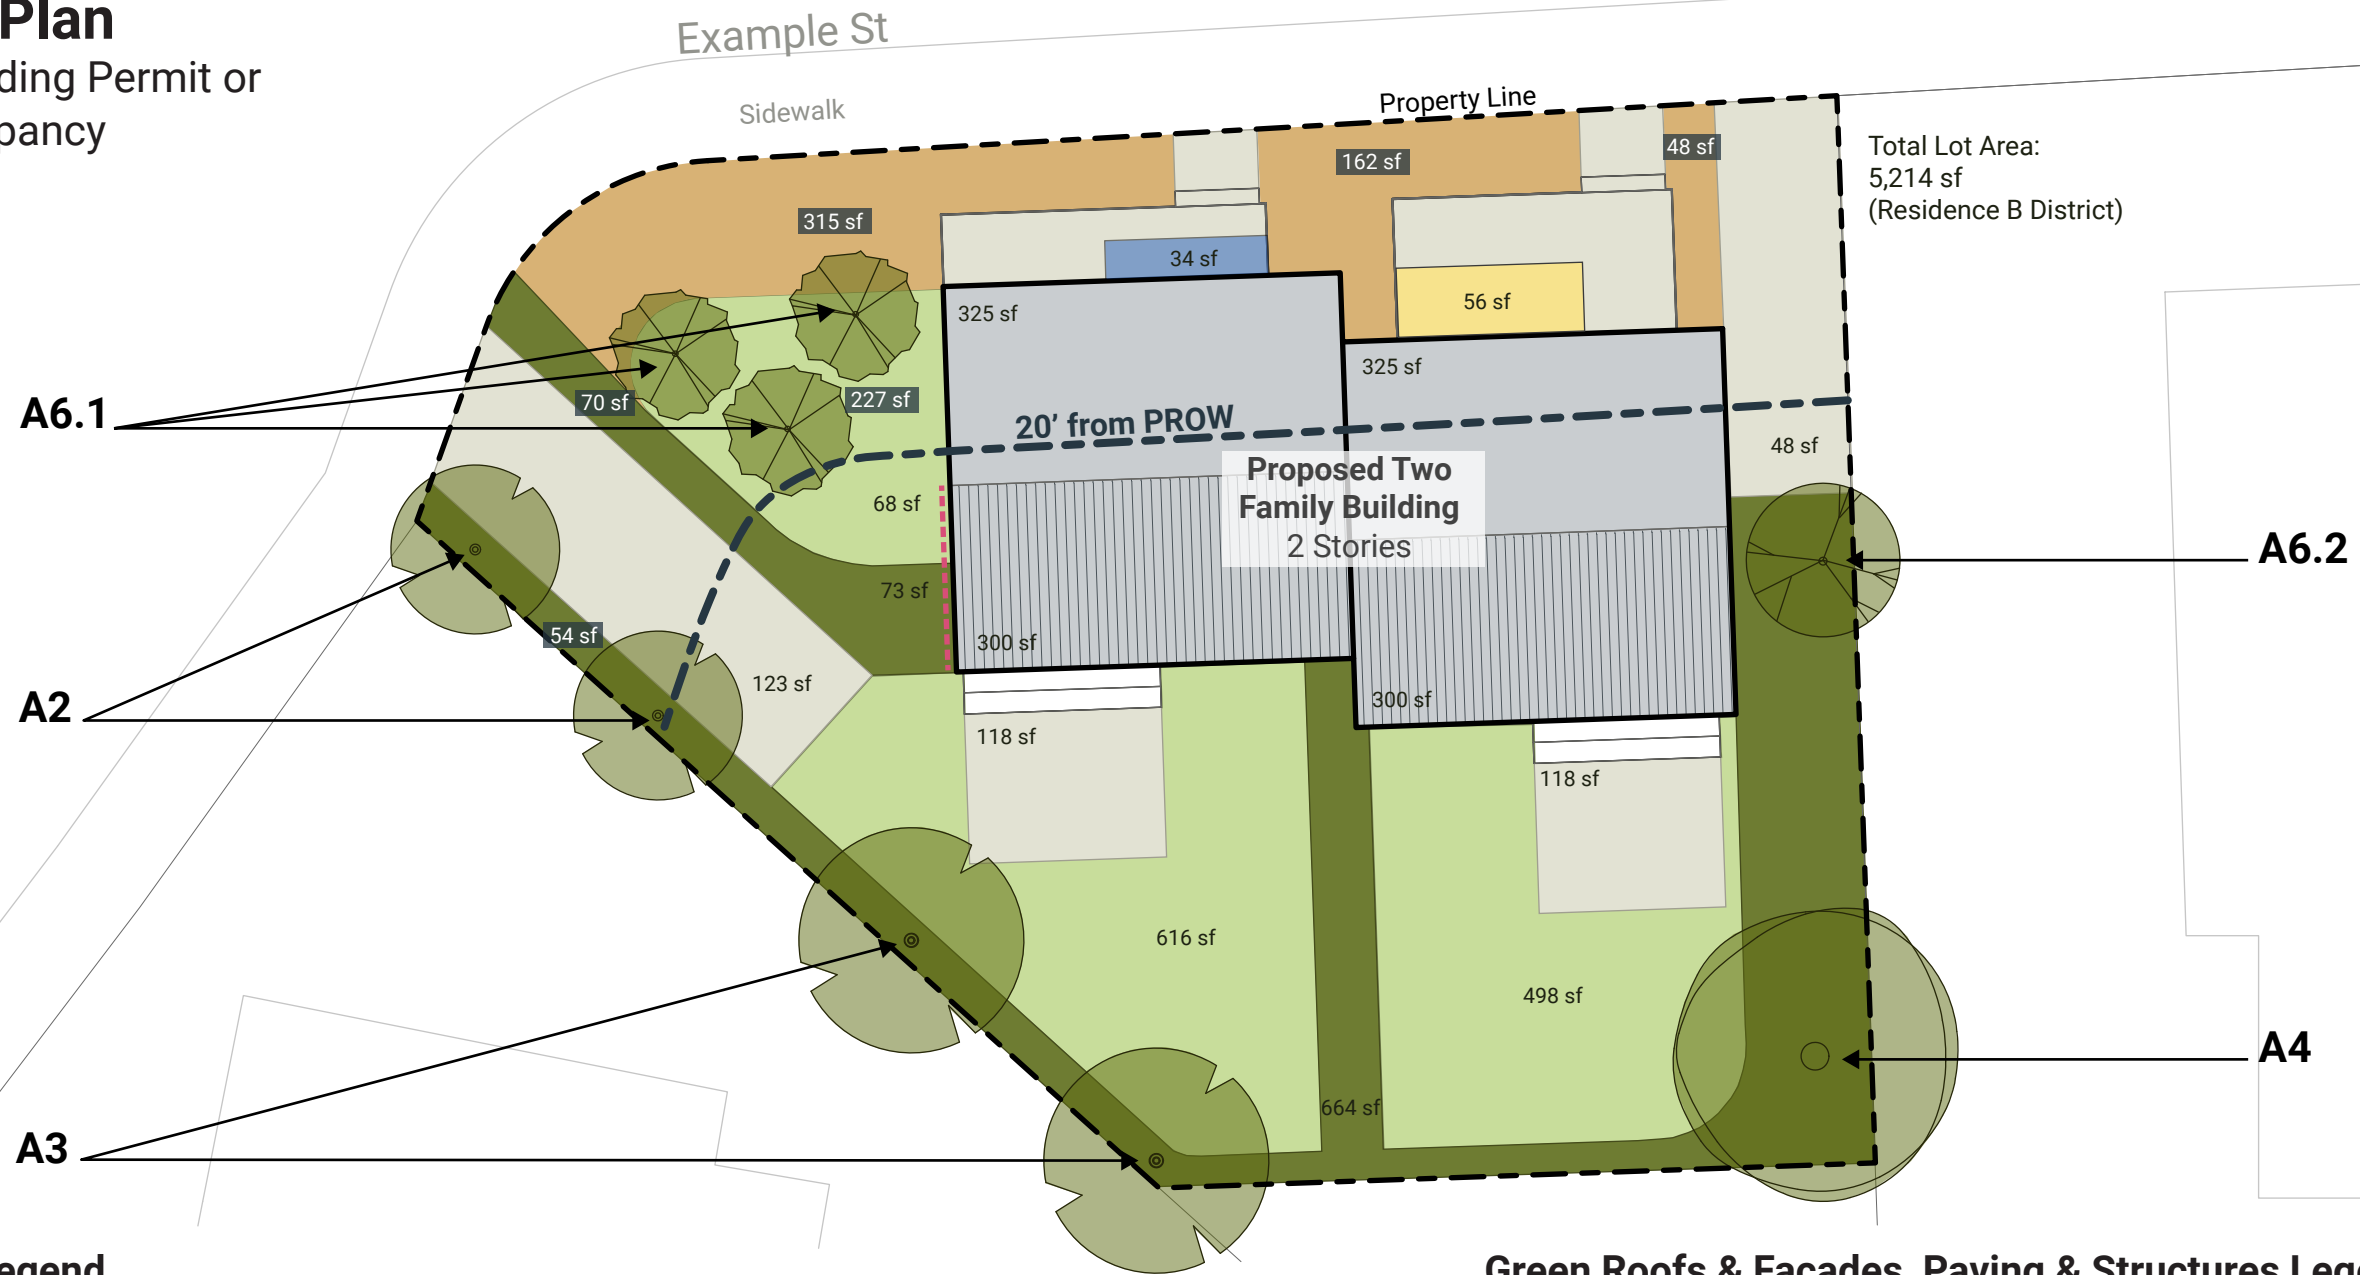 Plan
ding Permit or
pancy
Example St
Sidewalk
Property Line
Total Lot Area:
5,214 sf
(Residence B District)
48 sf
162 sf
315 sf
34 sf
56 sf
325 sf
325 sf
A6.1
70 sf
227 sf
20’ from PROW
48 sf
Proposed Two
Family Building
2 Stories
68 sf
A6.2
73 sf
54 sf
300 sf
300 sf
123 sf
A2
118 sf
118 sf
616 sf
498 sf
A4
664 sf
A3
egend
Green Roofs & Facades, Paving & Structures Leg